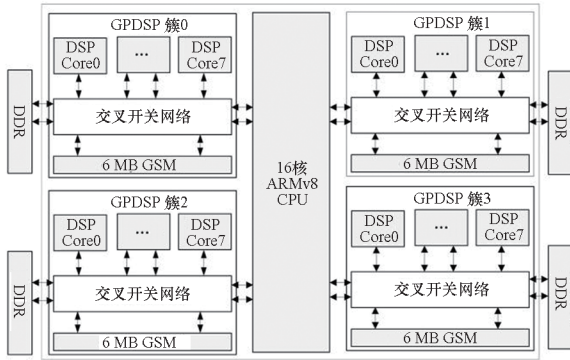 GPDSP 簇0
DSP Core0
...
DSP Core7
交叉开关网络
6 MB GSM
DDR
GPDSP 簇1
DSP Core0
...
DSP Core7
交叉开关网络
6 MB GSM
DDR
16核
ARMv8
CPU
GPDSP 簇2
DSP Core0
...
DSP Core7
交叉开关网络
6 MB GSM
DDR
GPDSP 簇3
DSP Core0
...
DSP Core7
交叉开关网络
6 MB GSM
DDR